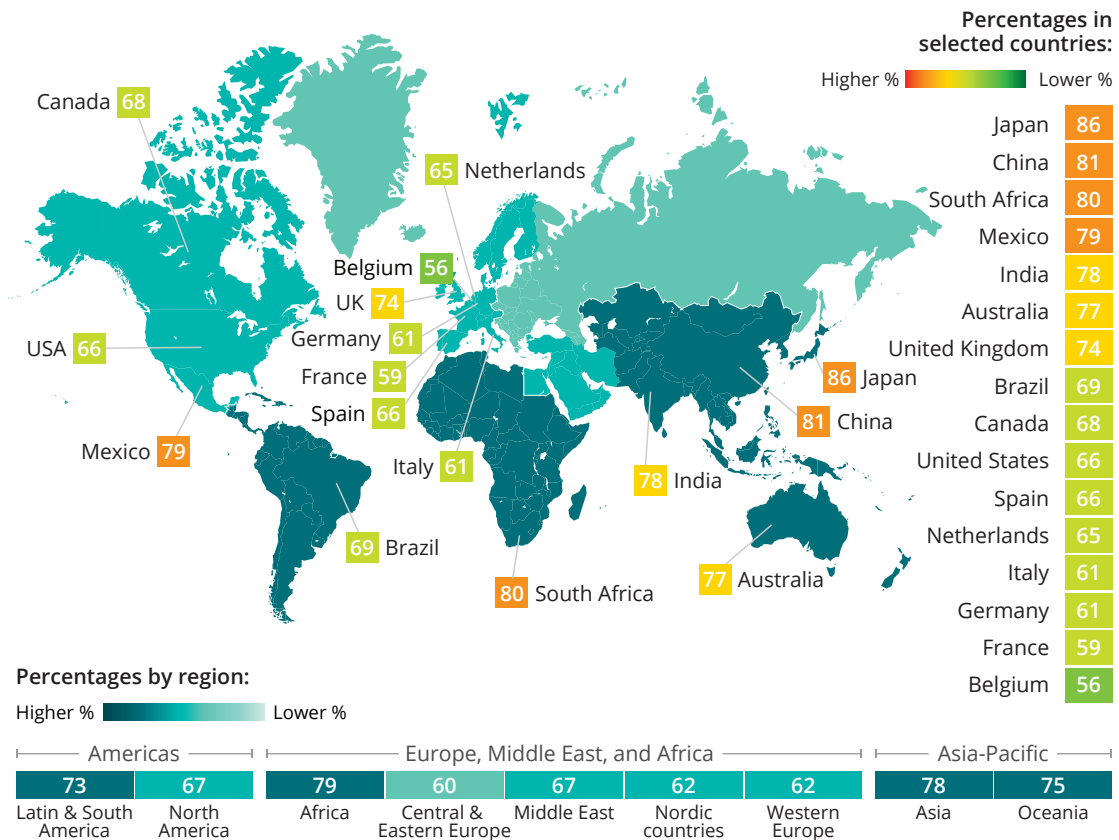 Percentages in
selected countries:
Higher % Lower %
Canada 68
65 Netherlands
Belgium 56
UK 74
Germany 61
USA 66
France 59
Spain 66
Mexico 79
Italy 61
86 Japan
81 China
78 India
69 Brazil
80 South Africa
77 Australia
Japan 86
China 81
South Africa 80
Mexico 79
India 78
Australia 77
United Kingdom 74
Brazil 69
Canada 68
United States 66
Spain 66
Netherlands 65
Italy 61
Germany 61
France 59
Belgium 56
Percentages by region:
Higher % Lower %
Americas
73 67
Latin & South
America
North
America
Europe, Middle East, and Africa
79 60 67 62 62
Africa
Central &
Eastern Europe
Middle East
Nordic
countries
Western
Europe
Asia-Pacific
78 75
Asia Oceania